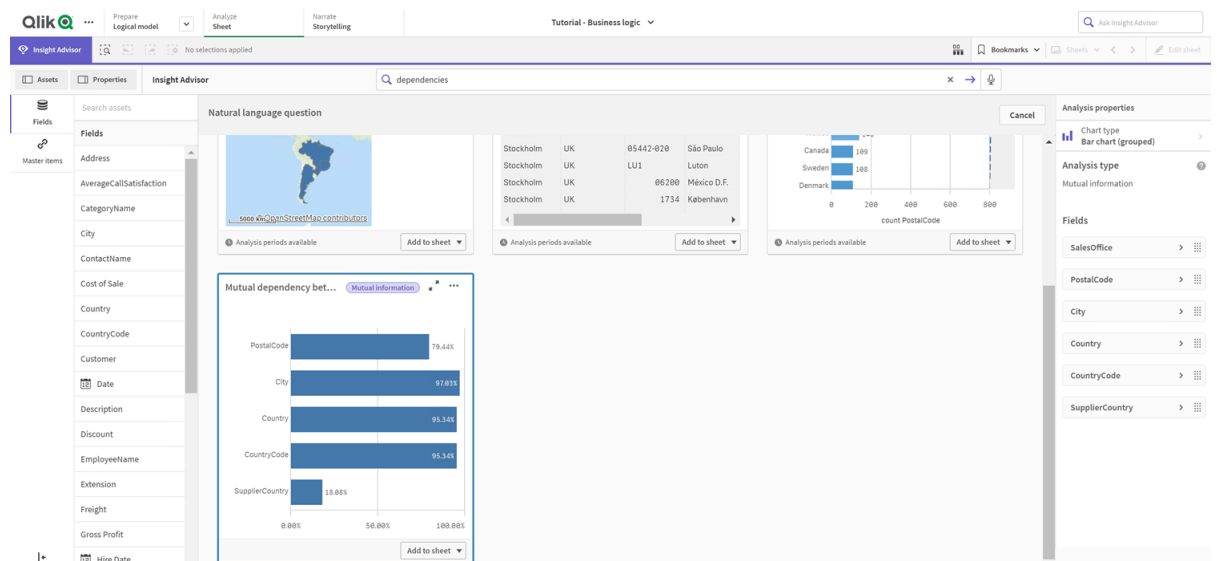 Qlik
Prepare
Logical model
Analyze
Sheet
Narrate
Storytelling
Tutorial - Business logic
Ask Insight Advisor
Insight Advisor
No selections applied
Bookmarks
Sheets
Edit sheet
Assets
Properties
Insight Advisor
dependencies
Fields
Master items
Search assets
Fields
Address
AverageCallSatisfaction
CategoryName
City
ContactName
Cost of Sale
Country
CountryCode
Customer
Date
Description
Discount
EmployeeName
Extension
Freight
Gross Profit
Hire Date
Natural language question
Cancel
5000 km
OpenStreetMap contributors
Analysis periods available
Add to sheet
Stockholm UK 05442-020 São Paulo
Stockholm UK LU1 Luton
Stockholm UK 06200 México D.F.
Stockholm UK 1734 København
Analysis periods available
Add to sheet
Canada 109
Sweden 108
Denmark
0 200 400 600 800
count PostalCode
Analysis periods available
Add to sheet
Mutual dependency bet...
Mutual information
PostalCode 79.44%
City 97.03%
Country 95.34%
CountryCode 95.34%
SupplierCountry 18.08%
0.00% 50.00% 100.00%
Add to sheet
Analysis properties
Chart type
Bar chart (grouped)
Analysis type
Mutual information
Fields
SalesOffice
PostalCode
City
Country
CountryCode
SupplierCountry